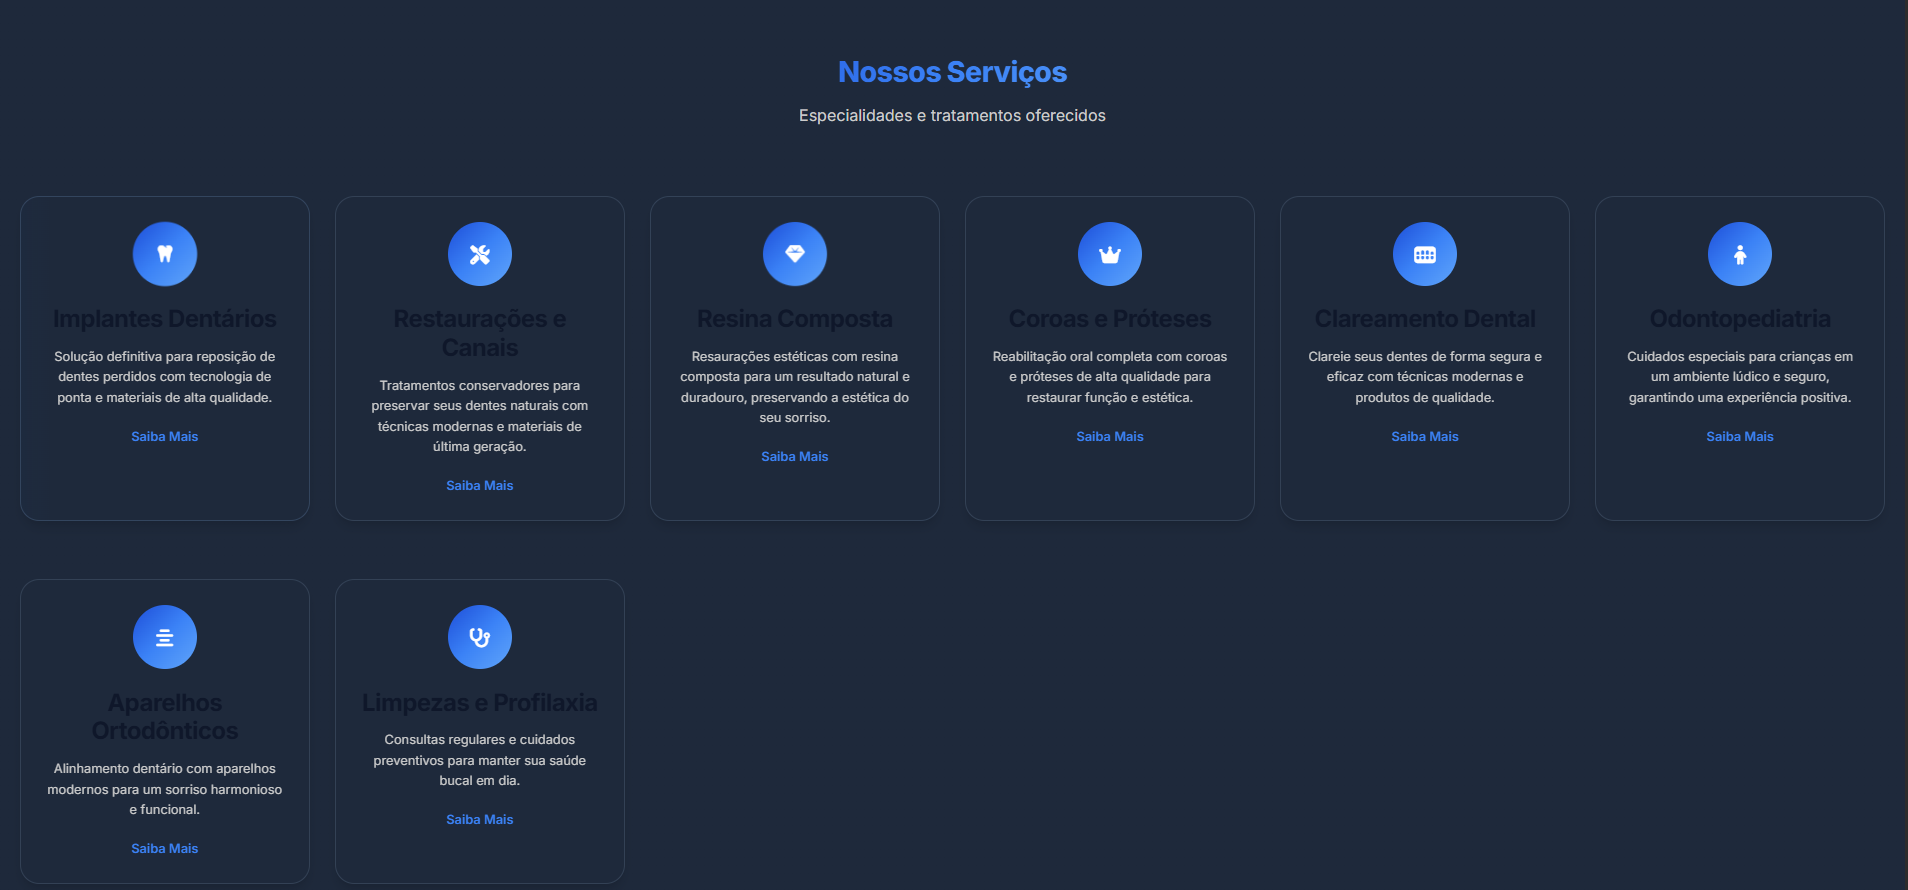 Nossos Serviços
Especialidades e tratamentos oferecidos
Implantes Dentários
Solução definitiva para reposição de
dentes perdidos com tecnologia de
ponta e materiais de alta qualidade.
Saiba Mais
Restaurações e
Canais
Tratamentos conservadores para
preservar seus dentes naturais com
técnicas modernas e materiais de
última geração.
Saiba Mais
Resina Composta
Resaurações estéticas com resina
composta para um resultado natural e
duradouro, preservando a estética do
seu sorriso.
Saiba Mais
Coroas e Próteses
Reabilitação oral completa com coroas
e próteses de alta qualidade para
restaurar função e estética.
Saiba Mais
Clareamento Dental
Clareie seus dentes de forma segura e
eficaz com técnicas modernas e
produtos de qualidade.
Saiba Mais
Odontopediatria
Cuidados especiais para crianças em
um ambiente lúdico e seguro,
garantindo uma experiência positiva.
Saiba Mais
Aparelhos
Ortodônticos
Alinhamento dentário com aparelhos
modernos para um sorriso harmonioso
e funcional.
Saiba Mais
Limpezas e Profilaxia
Consultas regulares e cuidados
preventivos para manter sua saúde
bucal em dia.
Saiba Mais